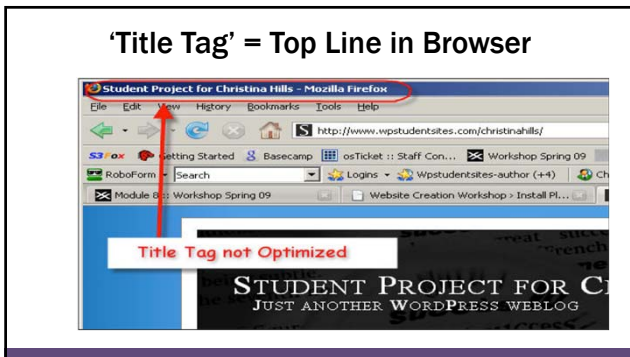 ‘Title Tag’ = Top Line in Browser
Student Project for Christina Hills - Mozilla Firefox
File Edit View History Bookmarks Tools Help
http://www.wpstudentsites.com/christinahills/
S3Fox Getting Started Basecamp osTicket :: Staff Con... Workshop Spring 09
RoboForm Search Logins Wpstudentsites-author (+4) Ch
Module 8 :: Workshop Spring 09 Website Creation Workshop › Install Pl...
Title Tag not Optimized
great
STUDENT PROJECT FOR C
JUST ANOTHER WORDPRESS WEBLOG